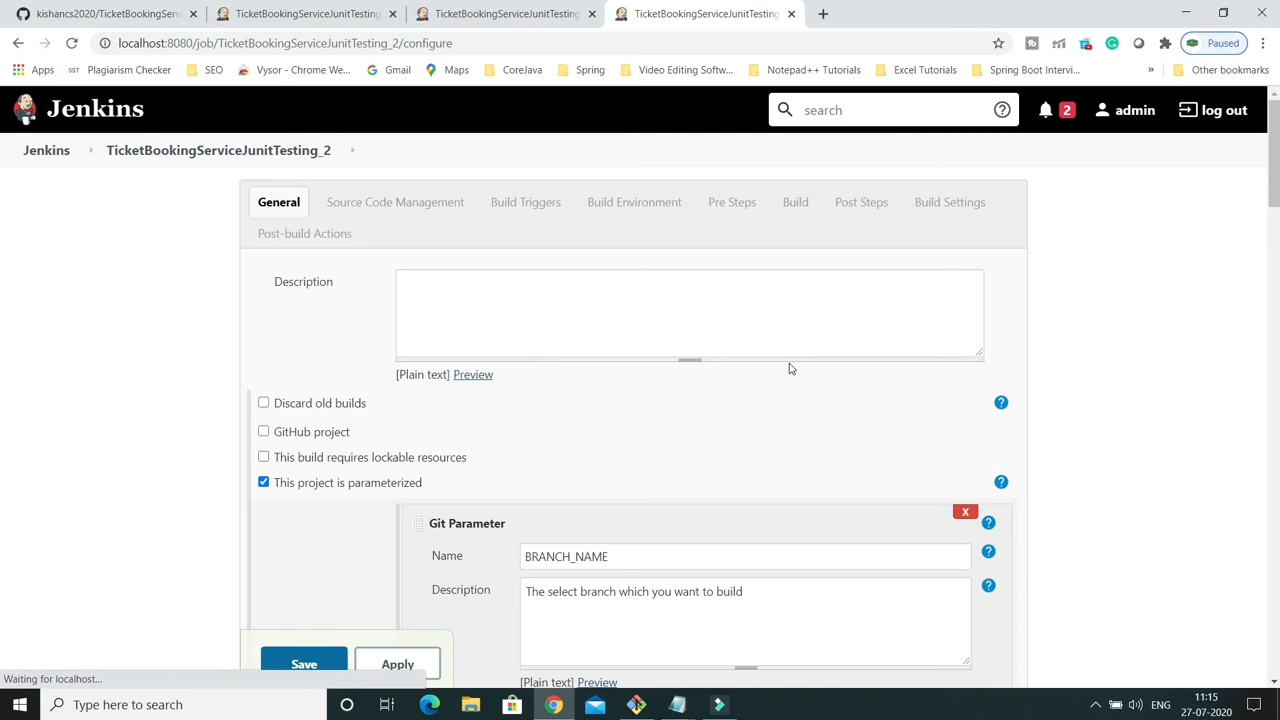 kishancs2020/TicketBookingServ
TicketBookingServiceJunitTesting_
TicketBookingServiceJunitTesting_
TicketBookingServiceJunitTesting_
localhost:8080/job/TicketBookingServiceJunitTesting_2/configure
Paused
Apps
SST
Plagiarism Checker
SEO
Vysor - Chrome We...
Gmail
Maps
CoreJava
Spring
Video Editing Softw...
Notepad++ Tutorials
Excel Tutorials
Spring Boot Intervi...
»
Other bookmarks
Jenkins
search
2
admin
log out
Jenkins
TicketBookingServiceJunitTesting_2
General
Source Code Management
Build Triggers
Build Environment
Pre Steps
Build
Post Steps
Build Settings
Post-build Actions
Description
[Plain text] Preview
Discard old builds
GitHub project
This build requires lockable resources
This project is parameterized
Git Parameter
X
Name
BRANCH_NAME
Description
The select branch which you want to build
[Plain text] Preview
Save
Apply
Waiting for localhost...
Type here to search
ENG
11:15
27-07-2020